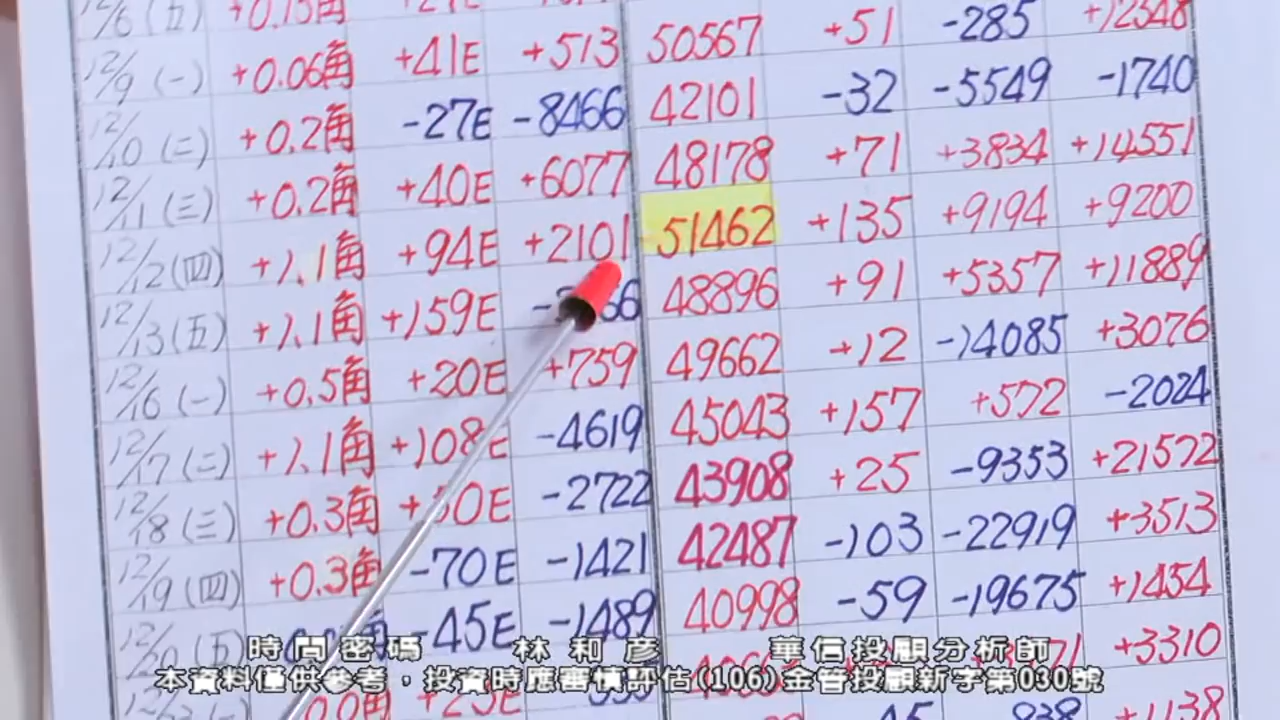 12/6 (五)
12/9 (一) +0.06角 +41E +513 50567 +51 -285 +12548
12/10 (二) +0.2角 -27E -8466 42101 -32 -5549 -1740
12/11 (三) +0.2角 +40E +6077 48178 +71 +3834 +14551
12/12 (四) +1.1角 +94E +2101 51462 +135 +9194 +9200
12/13 (五) +1.1角 +159E 48896 +91 +5357 +11889
12/16 (一) +0.5角 +20E +759 49662 +12 -14085 +3076
12/17 (二) +1.1角 +108E -4619 45043 +157 +572 -2024
12/18 (三) +0.3角 -2722 43908 +25 -9353 +21572
12/19 (四) +0.3角 -70E -1421 42487 -103 -22919 +3513
12/20 (五) -45E -1489 40998 -59 -19675 +1454
+3310
時間密碼 林和彥 華信投顧分析師
本資料僅供參考，投資時應審慎評估(106)金管投顧新字第030號